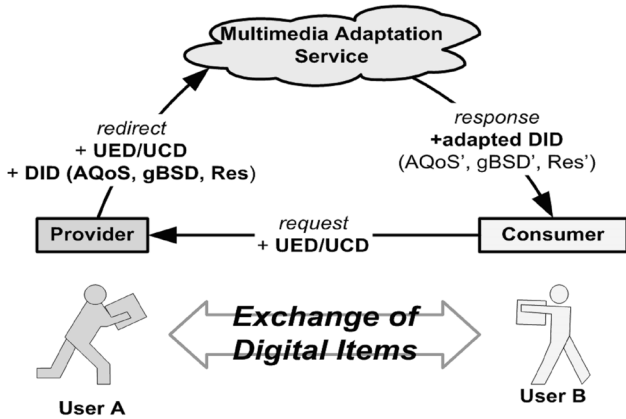 Multimedia Adaptation
Service
redirect
+ UED/UCD
+ DID (AQoS, gBSD, Res)
response
+adapted DID
(AQoS’, gBSD’, Res’)
Provider
request
+ UED/UCD
Consumer
Exchange of
Digital Items
User A
User B